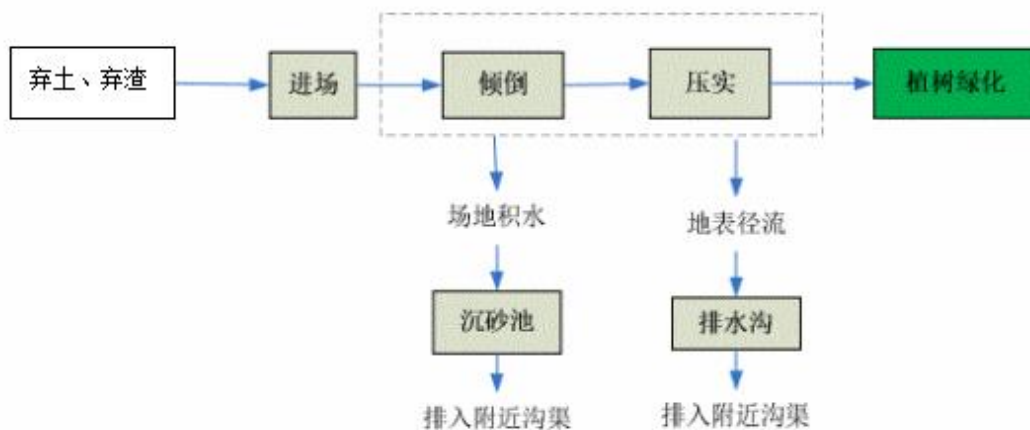 弃土、弃渣
进场
倾倒
压实
植树绿化
场地积水
地表径流
沉砂池
排水沟
排入附近沟渠
排入附近沟渠